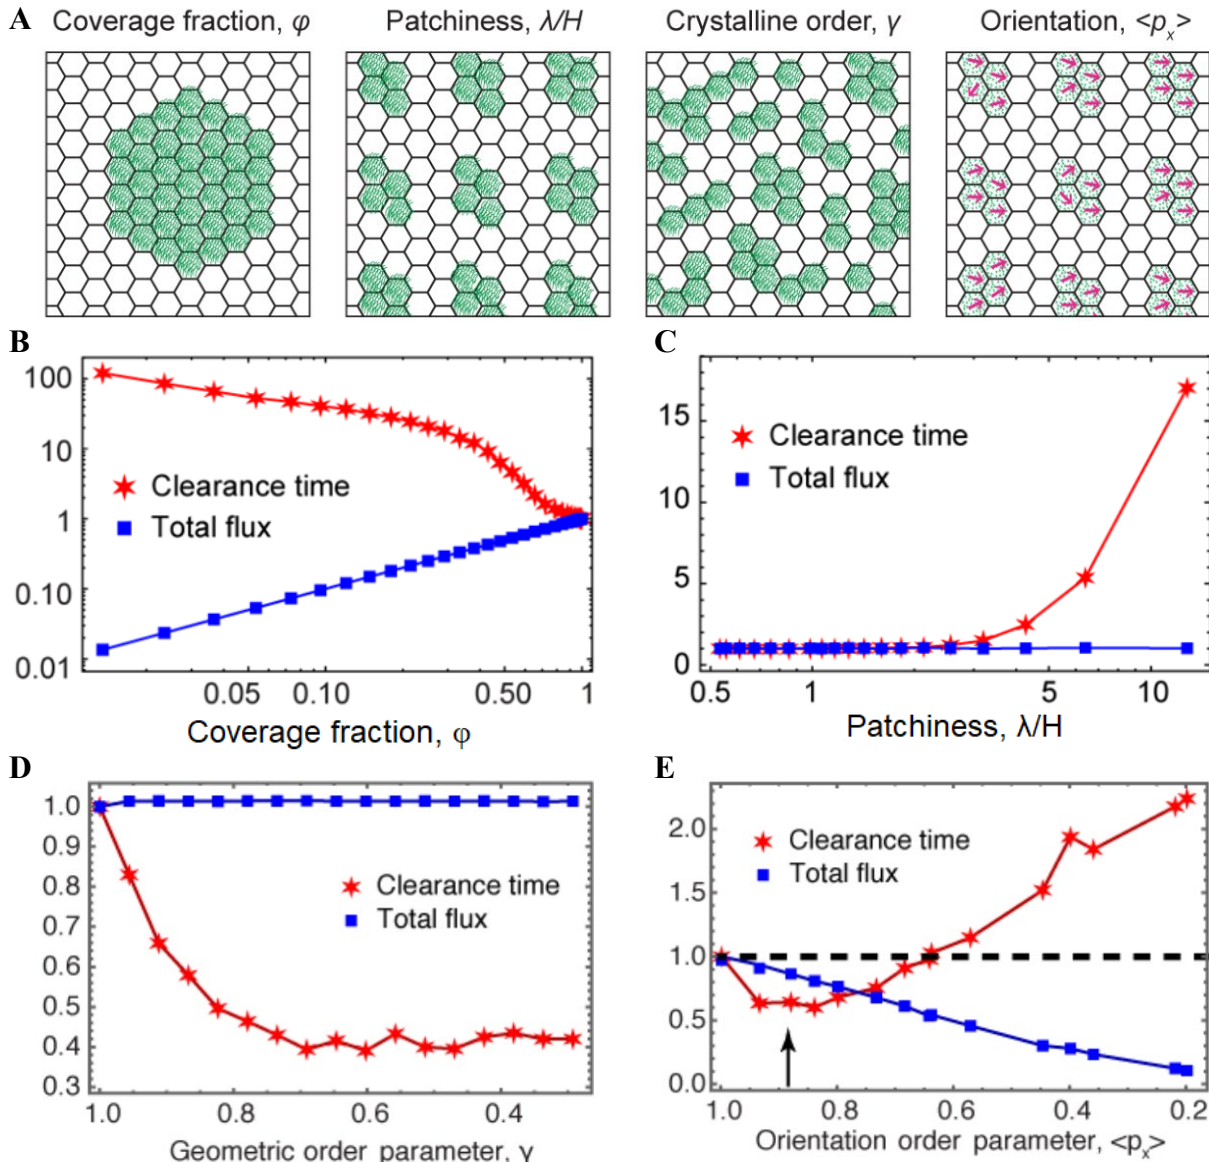 A
Coverage fraction, φ
Patchiness, λ/H
Crystalline order, γ
Orientation, <pₓ>
B
100
10
1
0.10
0.01
Clearance time
Total flux
0.05 0.10 0.50 1
Coverage fraction, φ
C
15
10
5
0
Clearance time
Total flux
0.5 1 5 10
Patchiness, λ/H
D
1.0
0.9
0.8
0.7
0.6
0.5
0.4
0.3
Clearance time
Total flux
1.0 0.8 0.6 0.4
Geometric order parameter, γ
E
2.0
1.5
1.0
0.5
0.0
Clearance time
Total flux
1.0 0.8 0.6 0.4 0.2
Orientation order parameter, <pₓ>